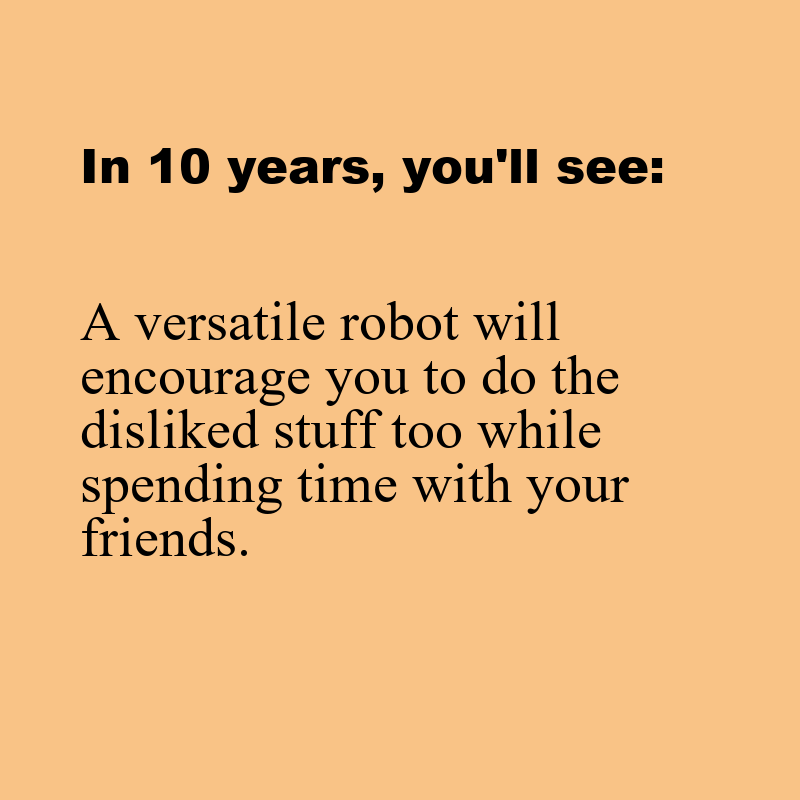 In 10 years, you'll see:
A versatile robot will
encourage you to do the
disliked stuff too while
spending time with your
friends.